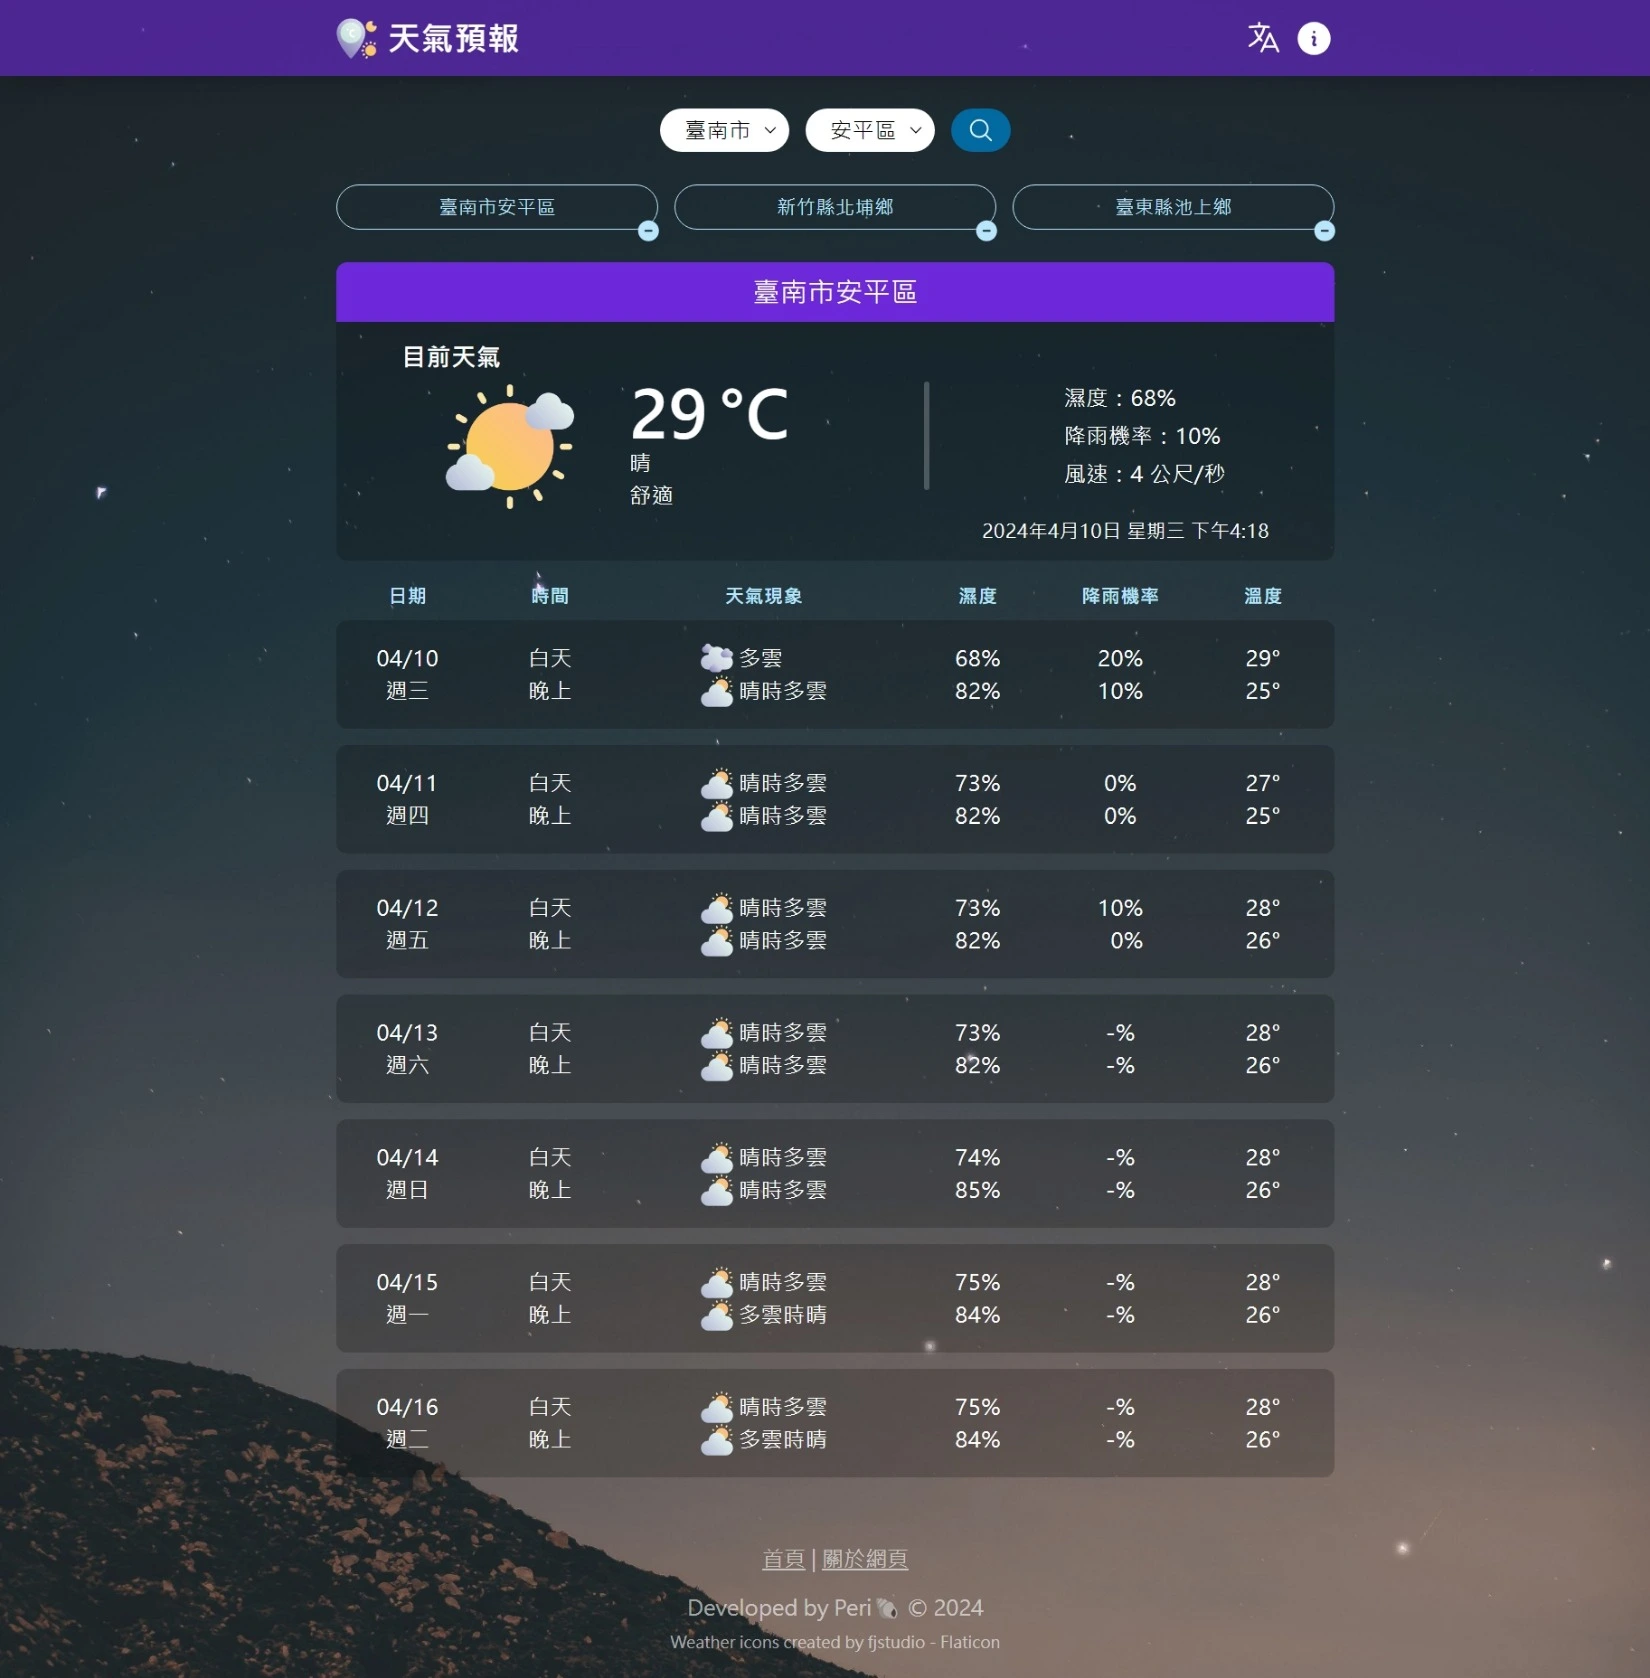 天氣預報
臺南市 安平區
臺南市安平區 新竹縣北埔鄉 臺東縣池上鄉
臺南市安平區
目前天氣
29 °C
晴
舒適
濕度：68%
降雨機率：10%
風速：4 公尺/秒
2024年4月10日 星期三 下午4:18
日期 時間 天氣現象 濕度 降雨機率 溫度
04/10 白天 多雲 68% 20% 29°
週三 晚上 晴時多雲 82% 10% 25°
04/11 白天 晴時多雲 73% 0% 27°
週四 晚上 晴時多雲 82% 0% 25°
04/12 白天 晴時多雲 73% 10% 28°
週五 晚上 晴時多雲 82% 0% 26°
04/13 白天 晴時多雲 73% -% 28°
週六 晚上 晴時多雲 82% -% 26°
04/14 白天 晴時多雲 74% -% 28°
週日 晚上 晴時多雲 85% -% 26°
04/15 白天 晴時多雲 75% -% 28°
週一 晚上 多雲時晴 84% -% 26°
04/16 白天 晴時多雲 75% -% 28°
週二 晚上 多雲時晴 84% -% 26°
首頁 | 關於網頁
Developed by Peri © 2024
Weather icons created by fjstudio - Flaticon